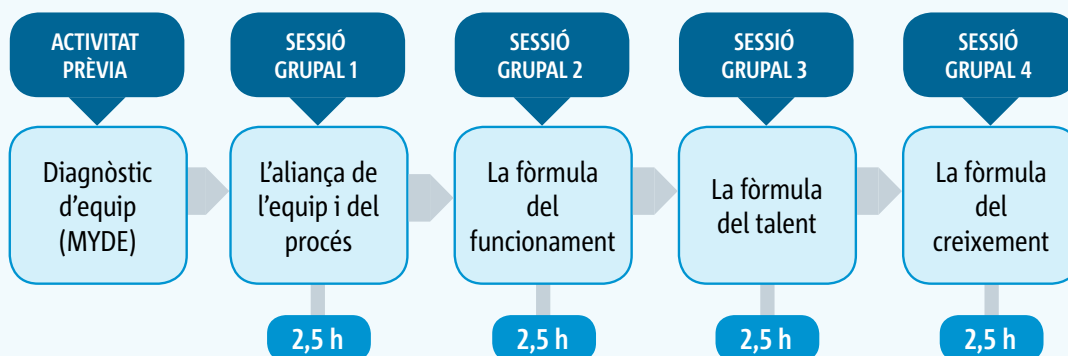 ACTIVITAT
PRÈVIA
SESSIÓ
GRUPAL 1
SESSIÓ
GRUPAL 2
SESSIÓ
GRUPAL 3
SESSIÓ
GRUPAL 4
Diagnòstic
d'equip
(MYDE)
L'aliança de
l'equip i del
procés
La fòrmula
del
funcionament
La fòrmula
del talent
La fòrmula
del
creixement
2,5 h
2,5 h
2,5 h
2,5 h